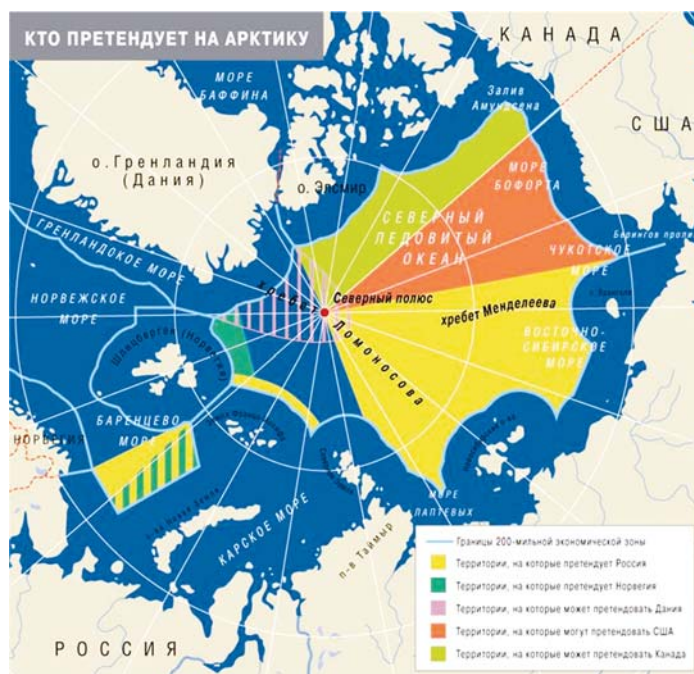 КТО ПРЕТЕНДУЕТ НА АРКТИКУ
КАНАДА
МОРЕ
БАФФИНА
Залив
Амундсена
США
о. Гренландия
(Дания)
о. Элсмир
МОРЕ
БОФОРТА
СЕВЕРНЫЙ
ЛЕДОВИТЫЙ
ОКЕАН
Берингов проли
ЧУКОТСКОЕ
МОРЕ
ГРЕНЛАНДОКОЕ МОРЕ
НОРВЕЖСКОЕ
МОРЕ
хребет
Ломоносова
Северный полюс
хребет Менделеева
ВОСТОЧНО-
СИБИРСКОЕ
МОРЕ
Шпицберген (Норвегия)
БАРЕНЦЕВО
МОРЕ
НОРВЕГИЯ
КАРСКОЕ МОРЕ
МОРЕ
ЛАПТЕВЫХ
п-в Таймыр
РОССИЯ
Границы 200-мильной экономической зоны
Территории, на которые претендует Россия
Территории, на которые претендует Норвегия
Территории, на которые может претендовать Дания
Территории, на которые могут претендовать США
Территории, на которые может претендовать Канада